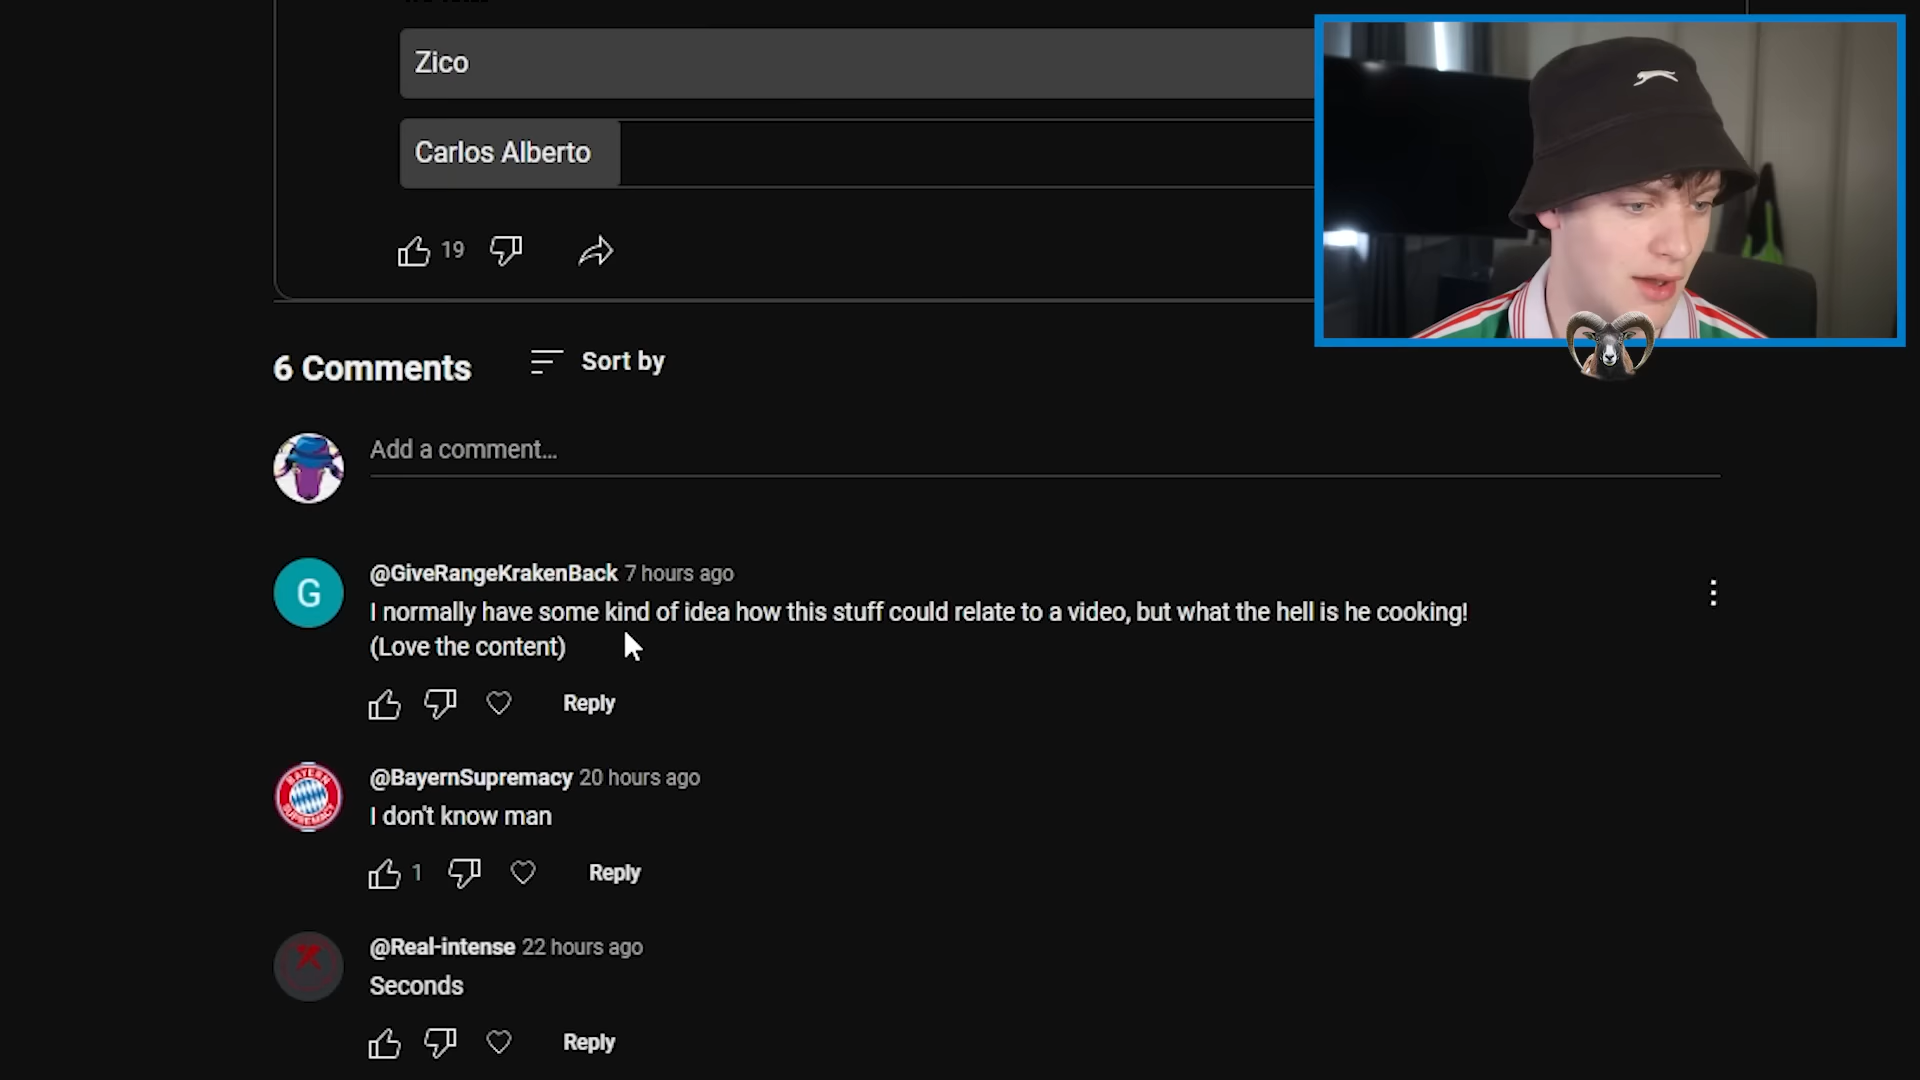 Zico
Carlos Alberto
19
6 Comments
Sort by
Add a comment...
G
@GiveRangeKrakenBack 7 hours ago
I normally have some kind of idea how this stuff could relate to a video, but what the hell is he cooking!
(Love the content)
Reply
BAYERN
SUPREMACY
@BayernSupremacy 20 hours ago
I don't know man
1
Reply
@Real-intense 22 hours ago
Seconds
Reply